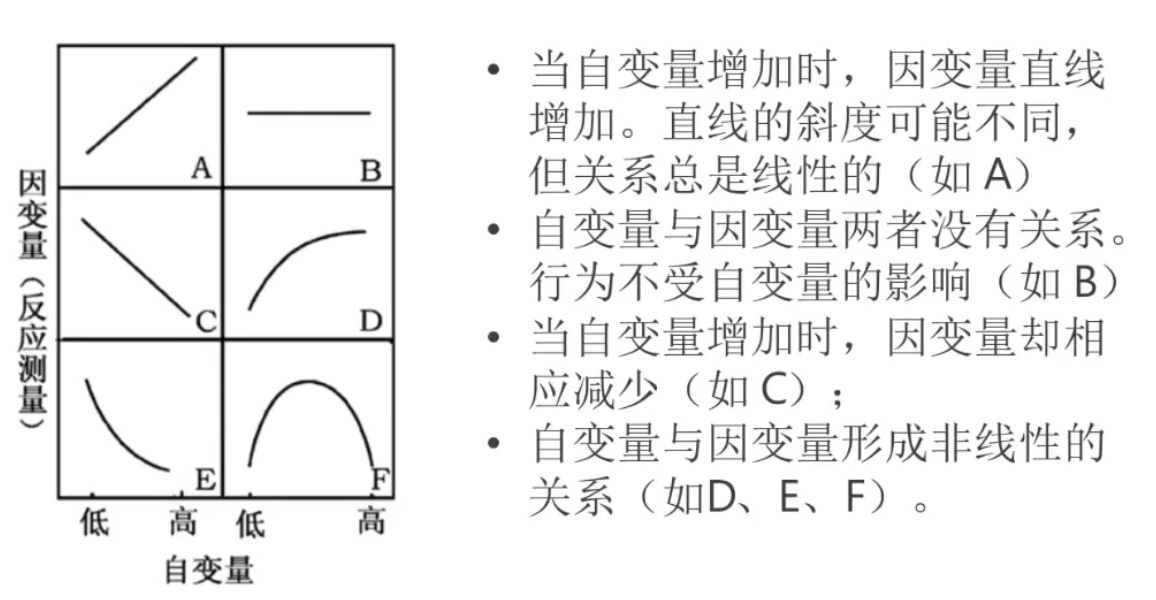 因变量（反应测量）
A
B
C
D
E
F
低 高 低 高
自变量
• 当自变量增加时，因变量直线
增加。直线的斜度可能不同，
但关系总是线性的（如 A）
• 自变量与因变量两者没有关系。
行为不受自变量的影响（如 B）
• 当自变量增加时，因变量却相
应减少（如 C）；
• 自变量与因变量形成非线性的
关系（如D、E、F）。